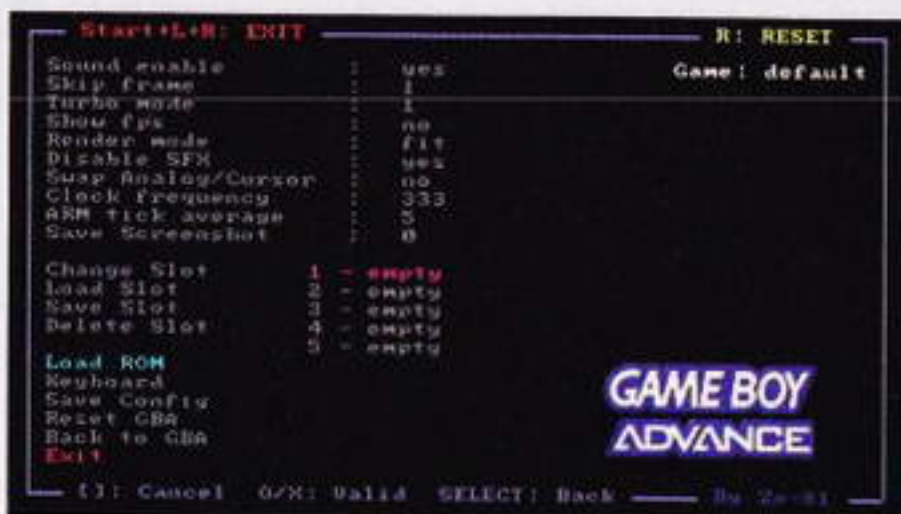 Start+L+R: EXIT R: RESET
Sound enable : yes Game: default
Skip frame : 1
Turbo mode : 1
Show fps : no
Render mode : fit
Disable SFX : yes
Swap Analog/Cursor : no
Clock frequency : 333
ARM tick average : 5
Save Screenshot : 0
Change Slot 1 - empty
Load Slot 2 - empty
Save Slot 3 - empty
Delete Slot 4 - empty
5 - empty
Load ROM
Keyboard
Save Config
Reset GBA
Back to GBA
Exit
GAME BOY
ADVANCE
[]: Cancel O/X: Valid SELECT: Back By Zx-81